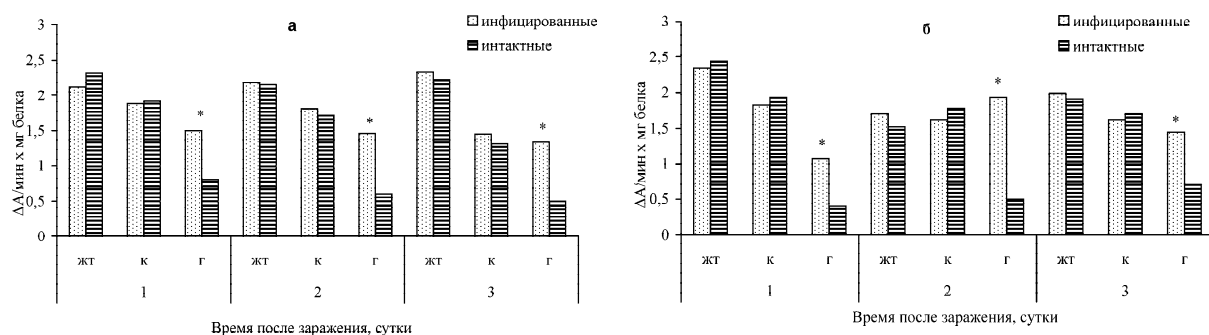 а
инфицированные
интактные
ΔА/мин х мг белка
3
2,5
2
1,5
1
0,5
0
* * *
жт к г жт к г жт к г
1 2 3
Время после заражения, сутки
б
инфицированные
интактные
ΔА/мин х мг белка
3
2,5
2
1,5
1
0,5
0
* * *
жт к г жт к г жт к г
1 2 3
Время после заражения, сутки